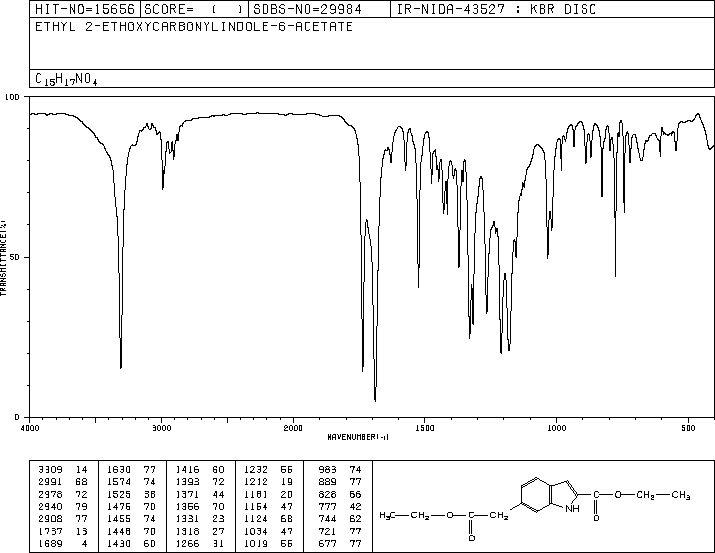 HIT-NO=15656 SCORE= ( ) SDBS-NO=29984 IR-NIDA-43527 : KBR DISC
ETHYL 2-ETHOXYCARBONYLINDOLE-6-ACETATE
C15H17NO4
100
50
0
TRANSMITTANCE(%)
4000 3000 2000 1500 1000 500
WAVENUMBER(-1)
3309 14 1630 77 1416 60 1232 55 983 74
2991 68 1574 74 1393 72 1212 19 889 77
2978 72 1525 38 1371 44 1181 20 828 66
2940 79 1476 70 1356 70 1154 47 777 42
2908 77 1455 74 1331 23 1124 68 744 62
1737 13 1448 70 1318 27 1034 47 721 77
1689 4 1430 60 1266 31 1019 56 677 77
H3C CH2 O C O CH2 NH C O O CH2 CH3